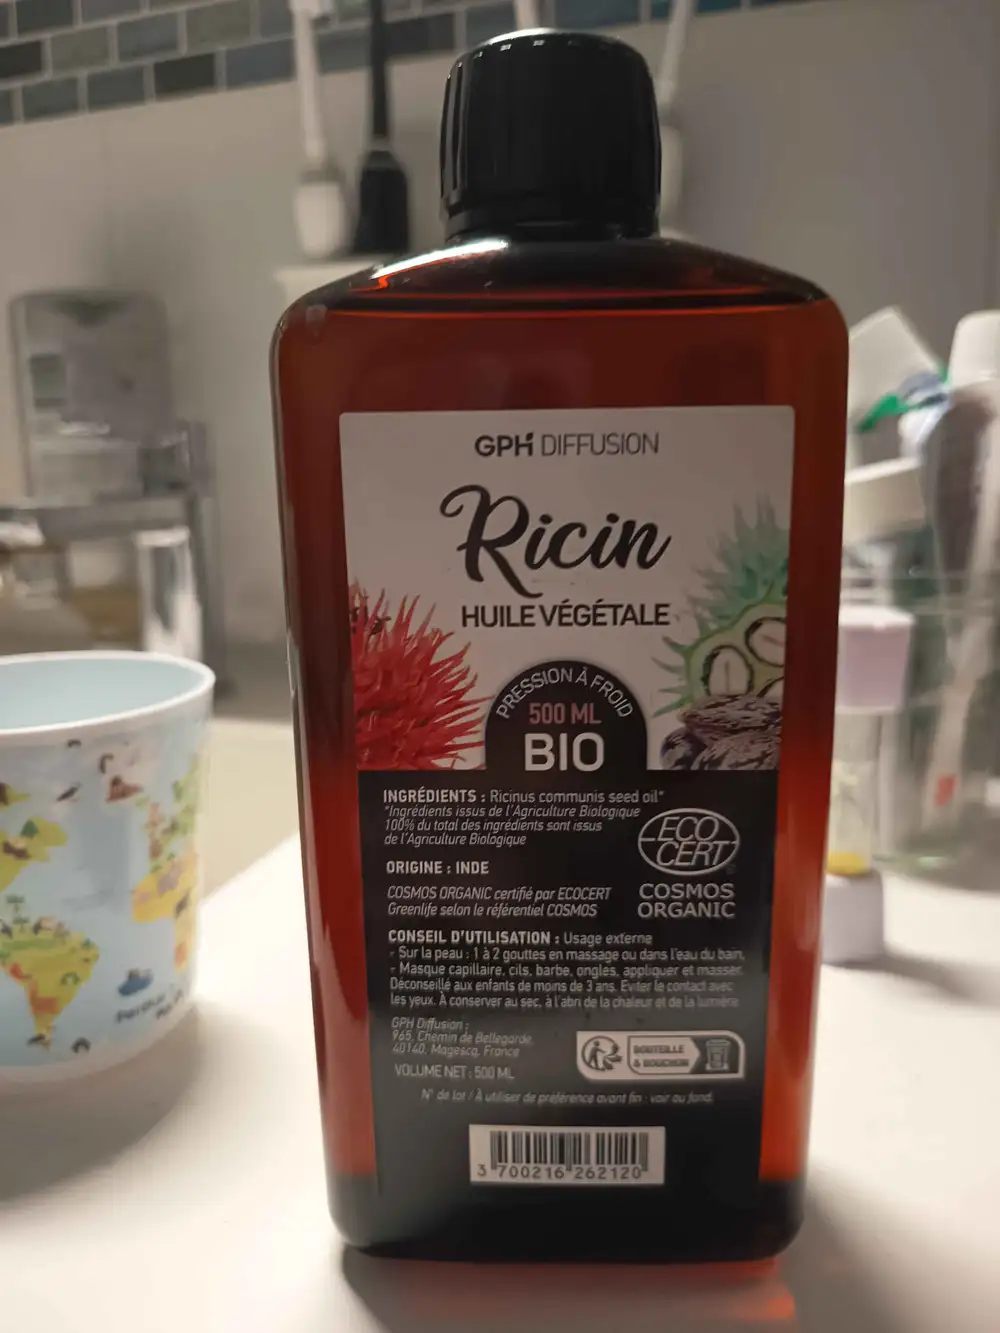 GPH DIFFUSION
Ricin
HUILE VÉGÉTALE
PRESSION À FROID
500 ML
BIO
INGRÉDIENTS : Ricinus communis seed oil*
*Ingrédients issus de l'Agriculture Biologique
100% du total des ingrédients sont issus
de l'Agriculture Biologique
ECO
CERT
COSMOS
ORGANIC
ORIGINE : INDE
COSMOS ORGANIC certifié par ECOCERT
Greenlife selon le référentiel COSMOS
CONSEIL D'UTILISATION : Usage externe
- Sur la peau : 1 à 2 gouttes en massage ou dans l'eau du bain.
- Masque capillaire, cils, barbe, ongles, appliquer et masser.
Déconseillé aux enfants de moins de 3 ans. Eviter le contact avec
les yeux. À conserver au sec, à l'abri de la chaleur et de la lumière
GPH Diffusion :
965, Chemin de Bellegarde,
40140, Magescq, France
BOUTEILLE
& BOUCHON
VOLUME NET : 500 ML
N° de lot / À utiliser de préférence avant fin : voir au fond.
3 700216 262120